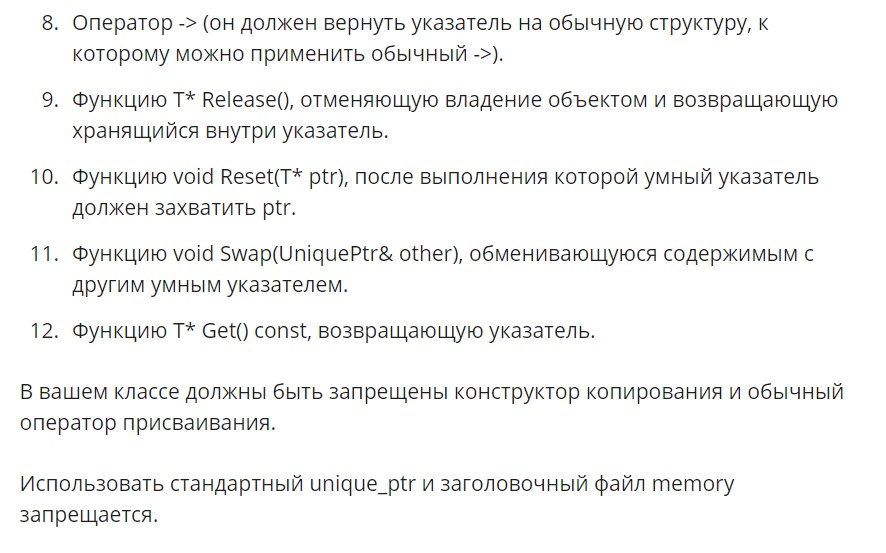 8. Оператор -> (он должен вернуть указатель на обычную структуру, к
которому можно применить обычный ->).
9. Функцию T* Release(), отменяющую владение объектом и возвращающую
хранящийся внутри указатель.
10. Функцию void Reset(T* ptr), после выполнения которой умный указатель
должен захватить ptr.
11. Функцию void Swap(UniquePtr& other), обменивающуюся содержимым с
другим умным указателем.
12. Функцию T* Get() const, возвращающую указатель.
В вашем классе должны быть запрещены конструктор копирования и обычный
оператор присваивания.
Использовать стандартный unique_ptr и заголовочный файл memory
запрещается.